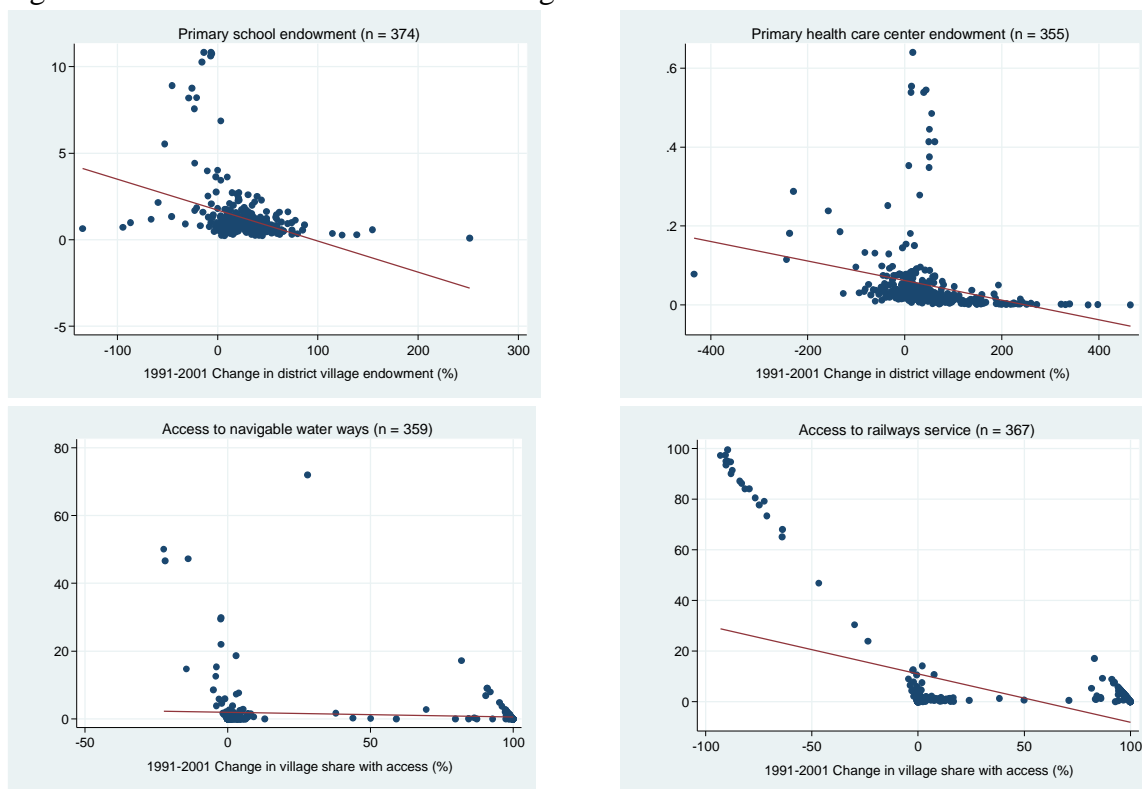 Primary school endowment (n = 374)
10
5
0
-5
-100 0 100 200 300
1991-2001 Change in district village endowment (%)
Primary health care center endowment (n = 355)
.6
.4
.2
0
-400 -200 0 200 400
1991-2001 Change in district village endowment (%)
Access to navigable water ways (n = 359)
80
60
40
20
0
-50 0 50 100
1991-2001 Change in village share with access (%)
Access to railways service (n = 367)
100
80
60
40
20
0
-100 -50 0 50 100
1991-2001 Change in village share with access (%)